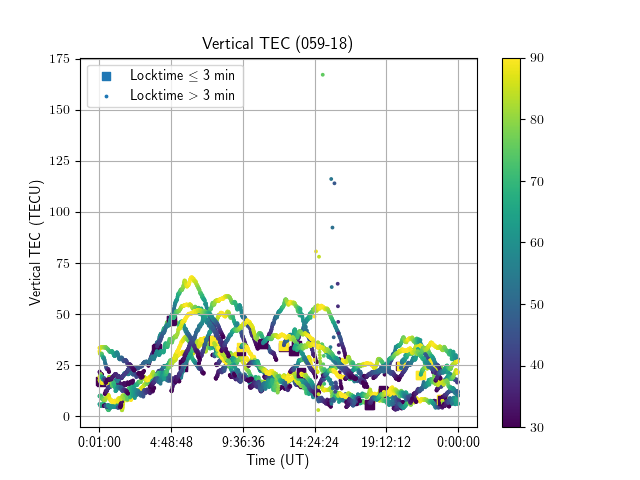 Vertical TEC (059-18)
Locktime ≤ 3 min
Locktime > 3 min
175
150
125
100
75
50
25
0
Vertical TEC (TECU)
0:01:00 4:48:48 9:36:36 14:24:24 19:12:12 0:00:00
Time (UT)
90
80
70
60
50
40
30